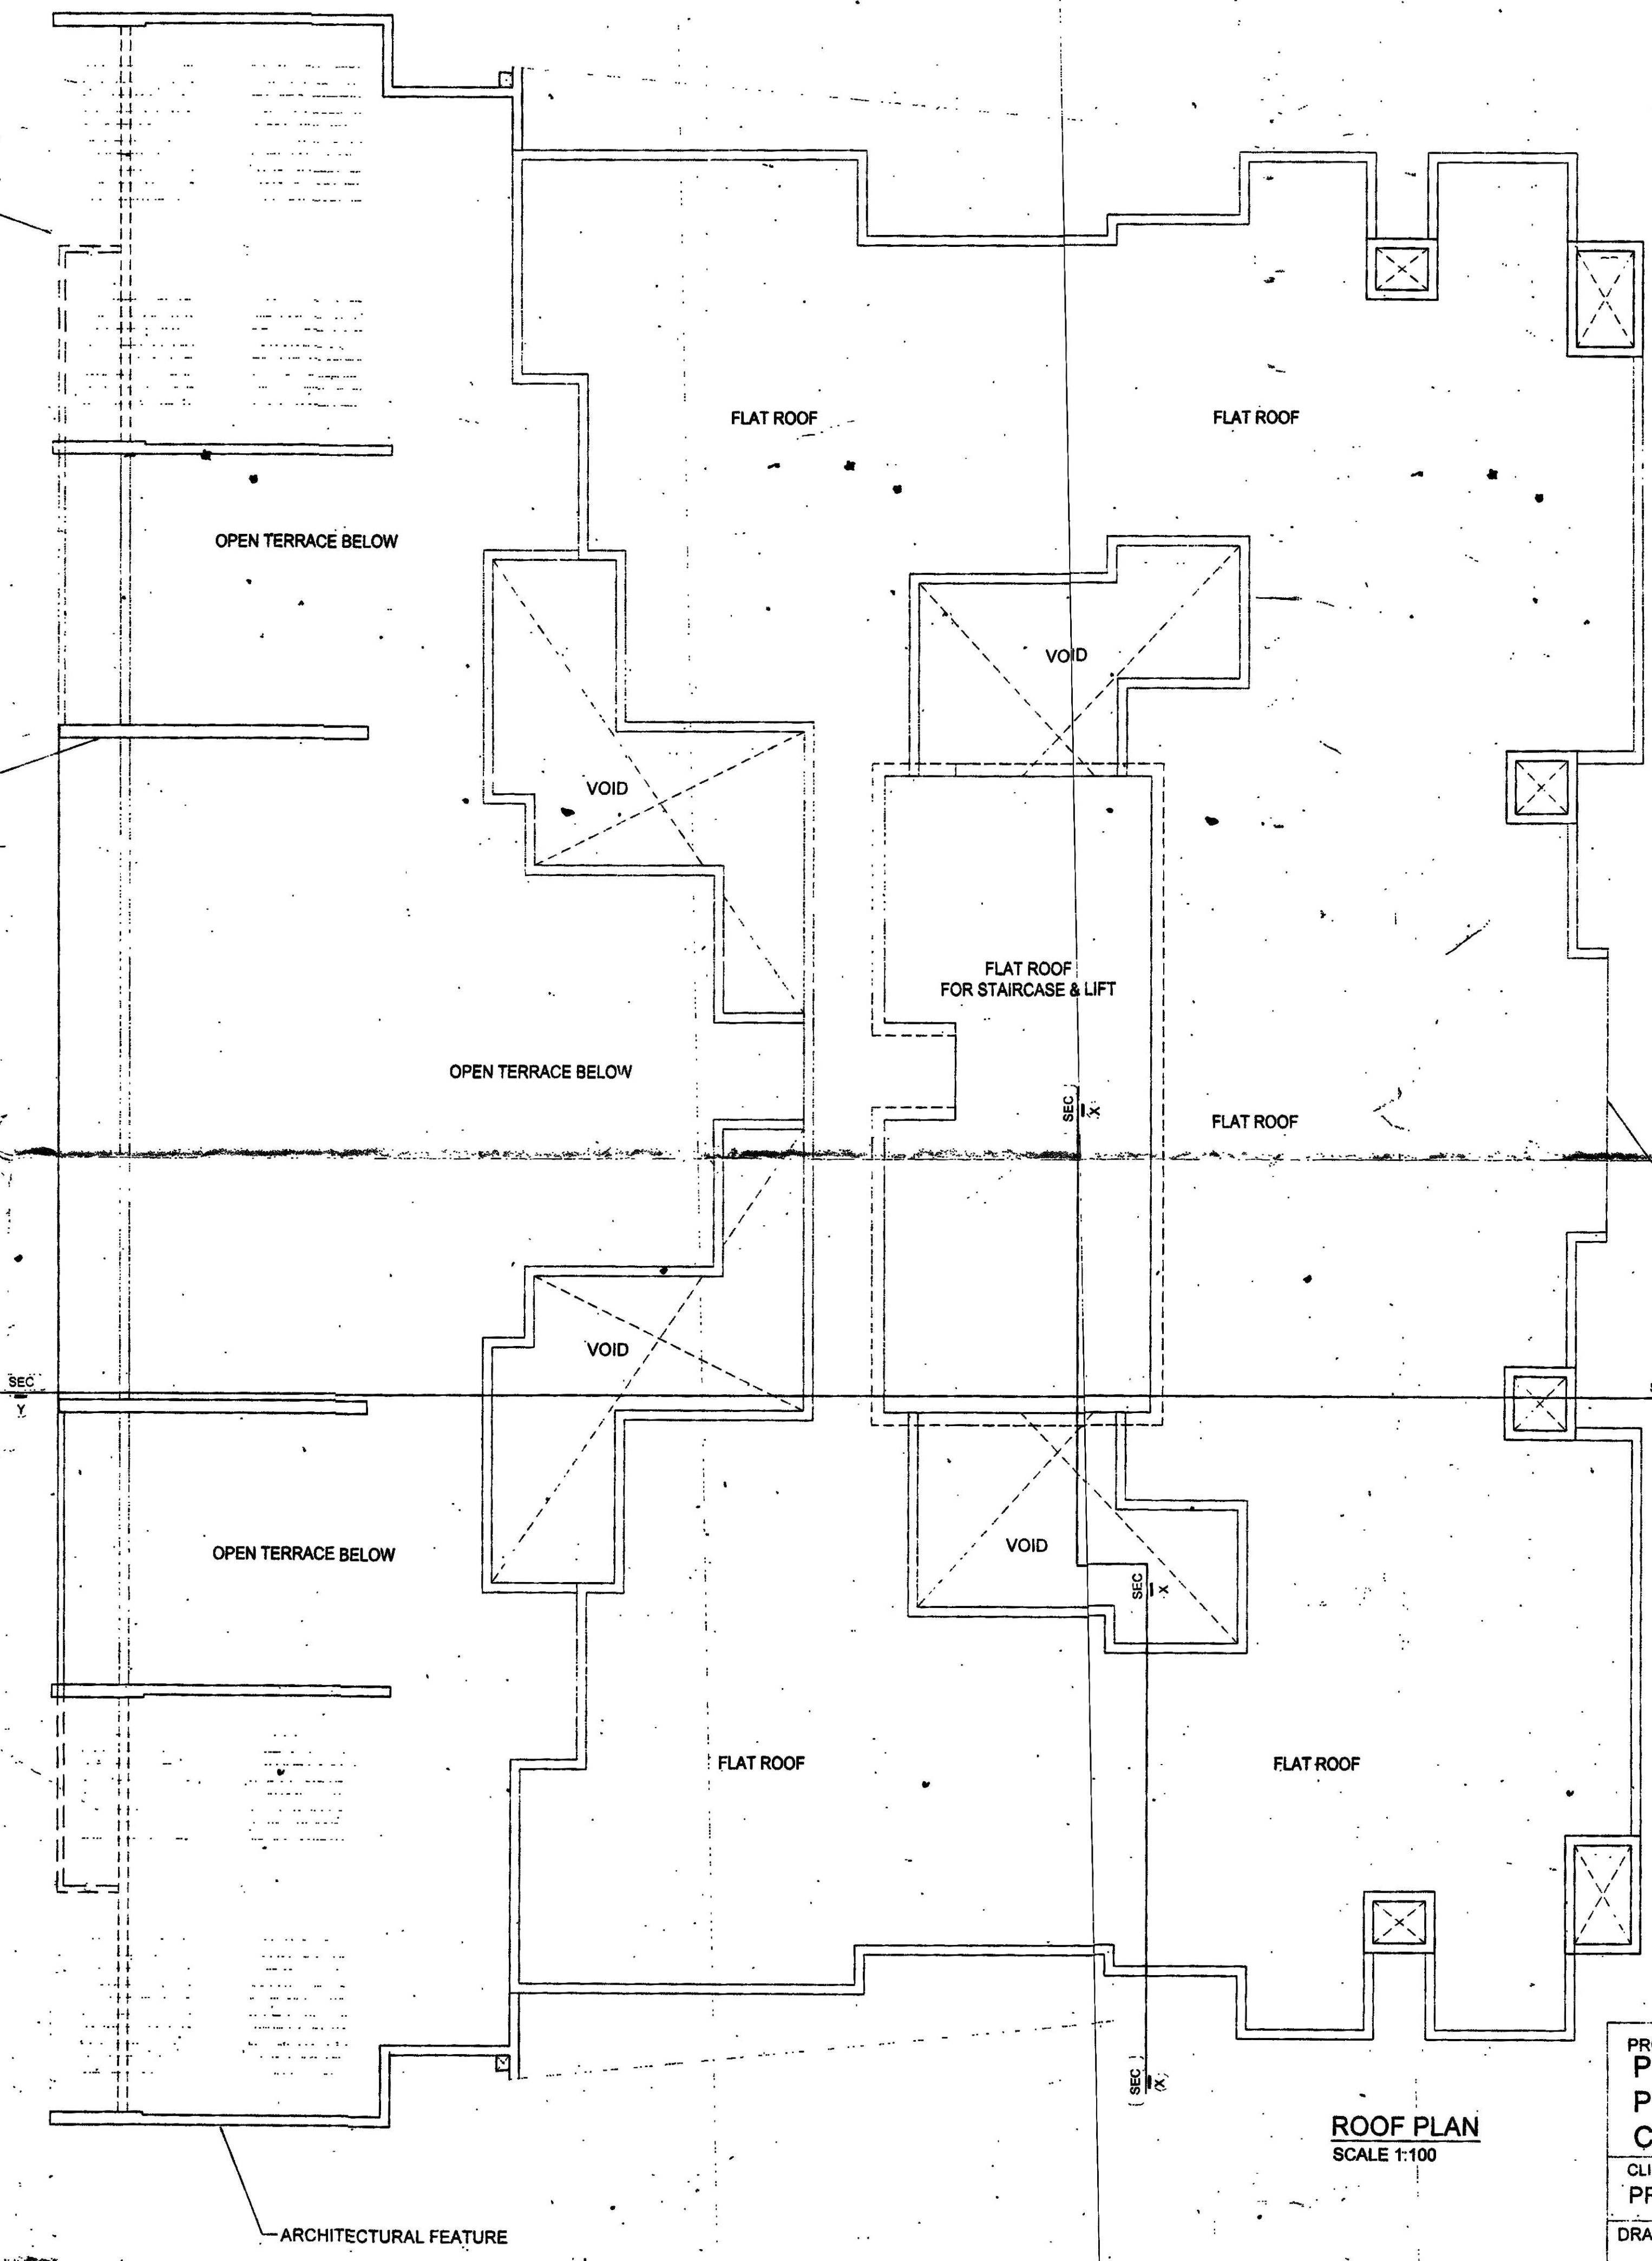 FLAT ROOF
FLAT ROOF
OPEN TERRACE BELOW
VOID
VOID
FLAT ROOF
FOR STAIRCASE & LIFT
OPEN TERRACE BELOW
SEC
X
FLAT ROOF
VOID
SEC
Y
VOID
OPEN TERRACE BELOW
SEC
X
FLAT ROOF
FLAT ROOF
SEC
X
ROOF PLAN
SCALE 1:100
ARCHITECTURAL FEATURE
PR
P
P
C
CLI
PR
DRA